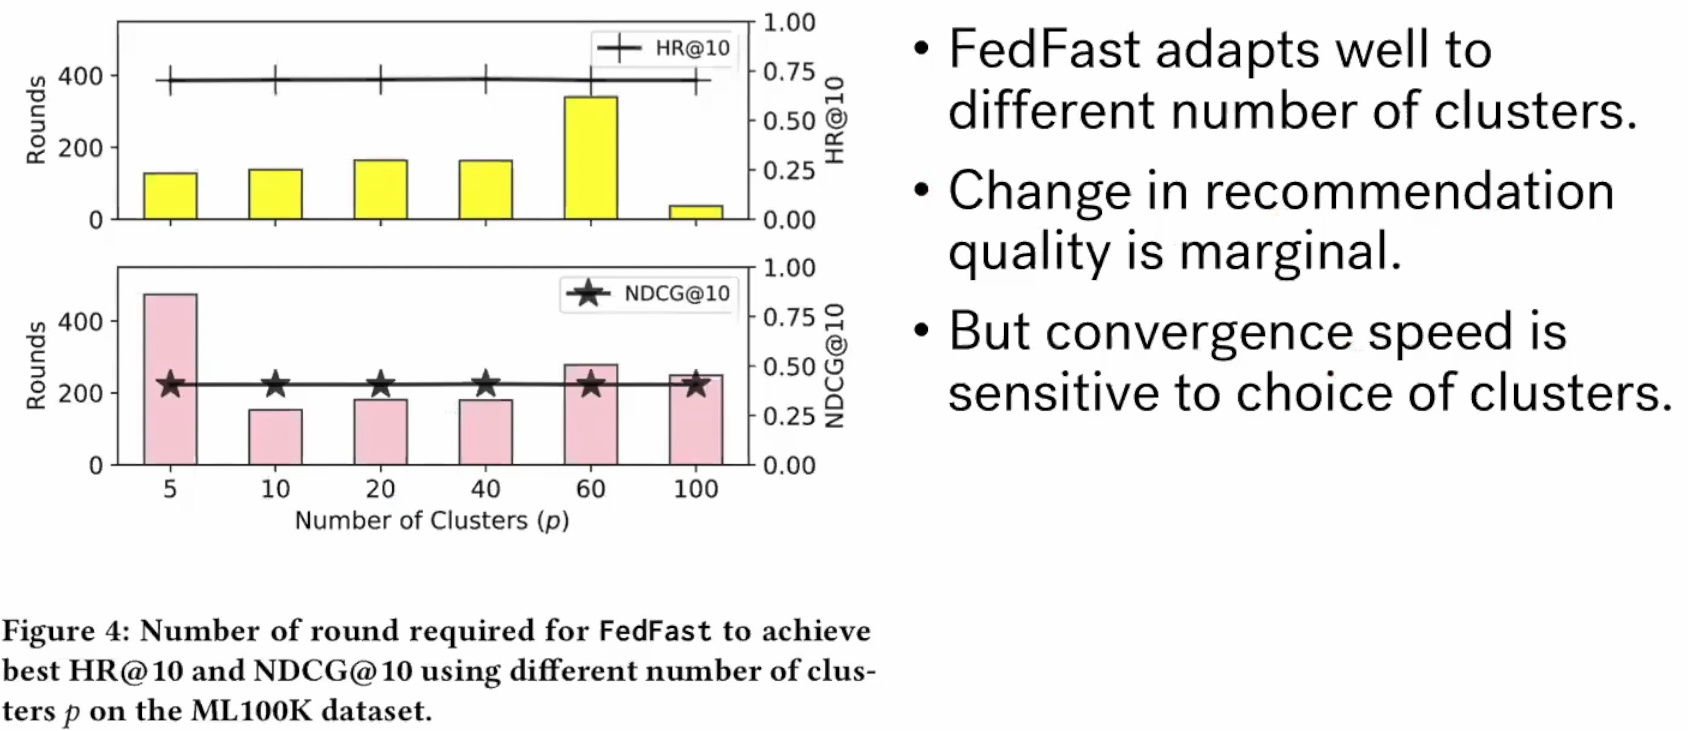 1.00
HR@10
400
0.75
Rounds
0.50
HR@10
200
0.25
0
0.00
1.00
NDCG@10
400
0.75
Rounds
0.50
NDCG@10
200
0.25
0
0.00
5 10 20 40 60 100
Number of Clusters (p)
Figure 4: Number of round required for FedFast to achieve
best HR@10 and NDCG@10 using different number of clus-
ters p on the ML100K dataset.
• FedFast adapts well to
different number of clusters.
• Change in recommendation
quality is marginal.
• But convergence speed is
sensitive to choice of clusters.